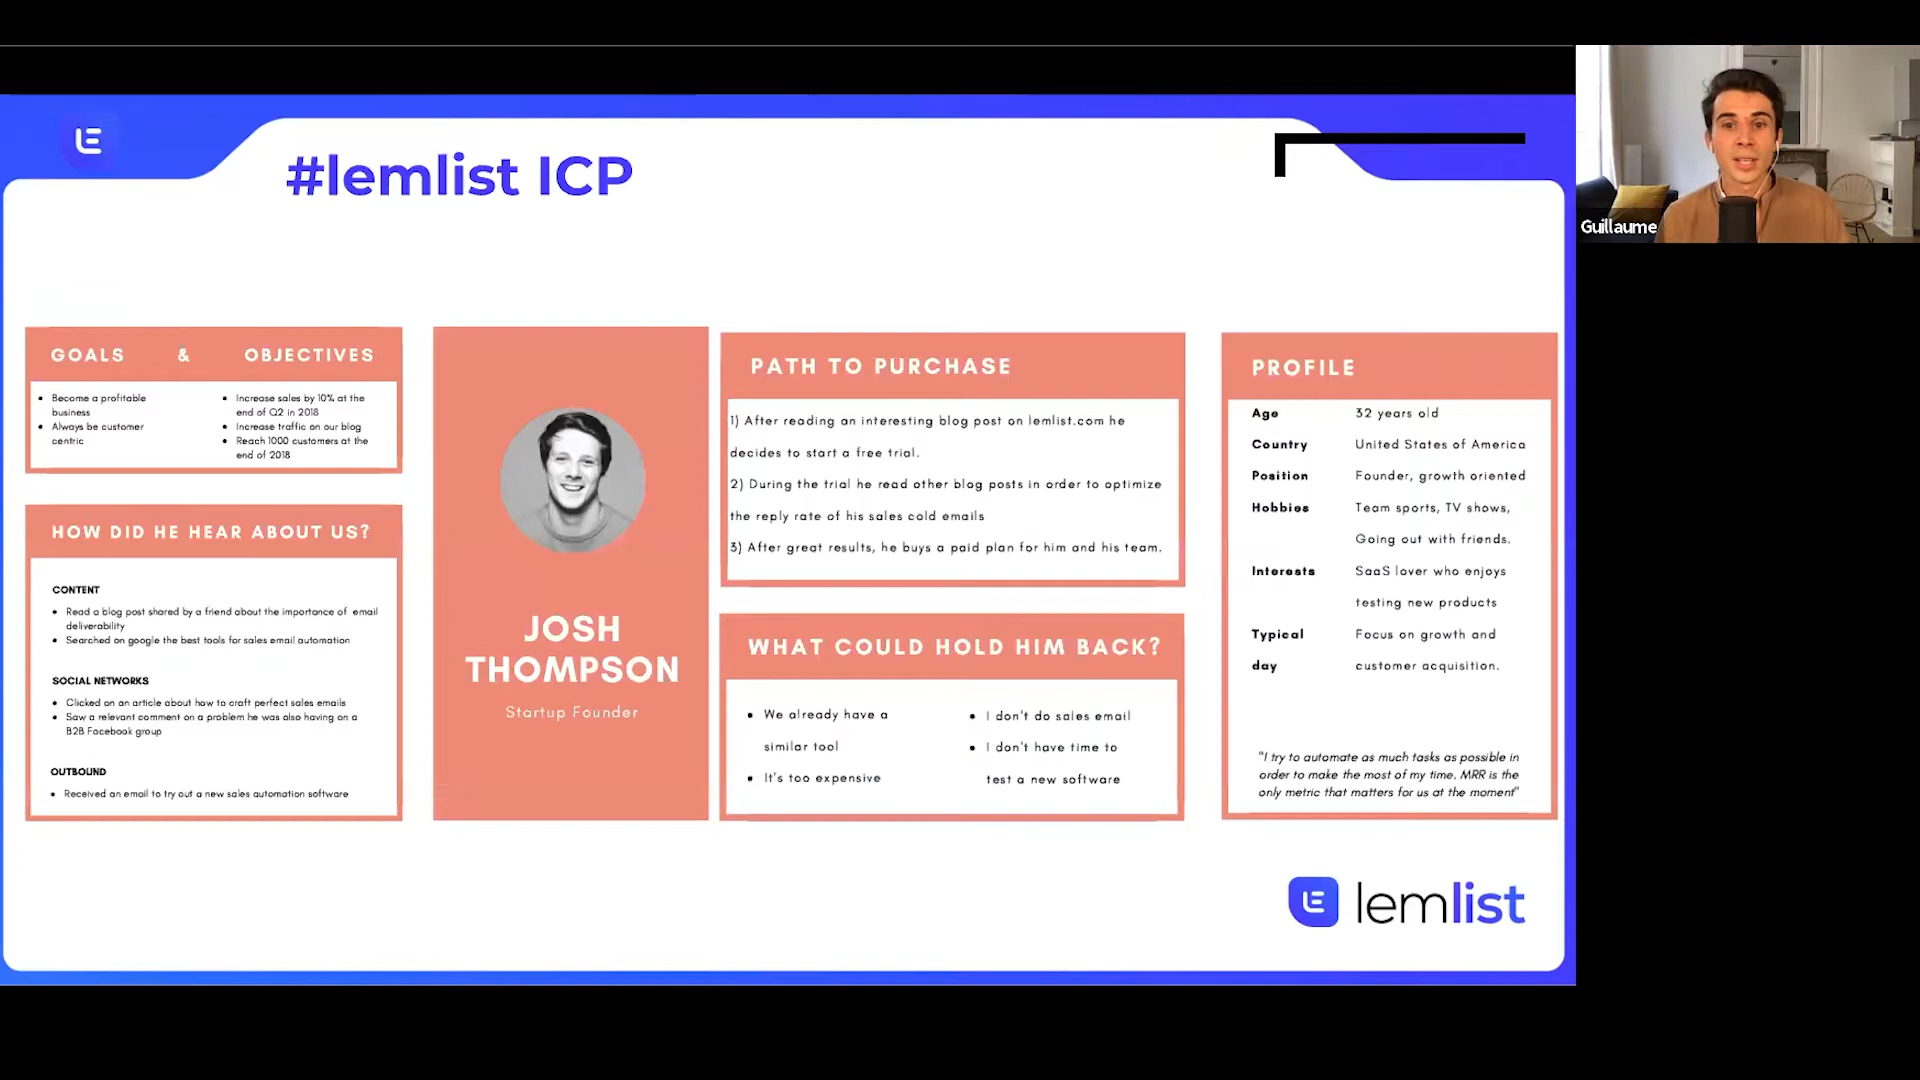 #lemlist ICP
GOALS & OBJECTIVES
Become a profitable
business
Always be customer
centric
Increase sales by 10% at the
end of Q2 in 2018
Increase traffic on our blog
Reach 1000 customers at the
end of 2018
HOW DID HE HEAR ABOUT US?
CONTENT
Read a blog post shared by a friend about the importance of email
deliverability
Searched on google the best tools for sales email automation
SOCIAL NETWORKS
Clicked on an article about how to craft perfect sales emails
Saw a relevant comment on a problem he was also having on a
B2B Facebook group
OUTBOUND
Received an email to try out a new sales automation software
JOSH
THOMPSON
Startup Founder
PATH TO PURCHASE
1) After reading an interesting blog post on lemlist.com he
decides to start a free trial.
2) During the trial he read other blog posts in order to optimize
the reply rate of his sales cold emails
3) After great results, he buys a paid plan for him and his team.
WHAT COULD HOLD HIM BACK?
We already have a
similar tool
It's too expensive
I don't do sales email
I don't have time to
test a new software
PROFILE
Age 32 years old
Country United States of America
Position Founder, growth oriented
Hobbies Team sports, TV shows,
Going out with friends.
Interests SaaS lover who enjoys
testing new products
Typical Focus on growth and
day customer acquisition.
"I try to automate as much tasks as possible in
order to make the most of my time. MRR is the
only metric that matters for us at the moment"
lemlist
Guillaume